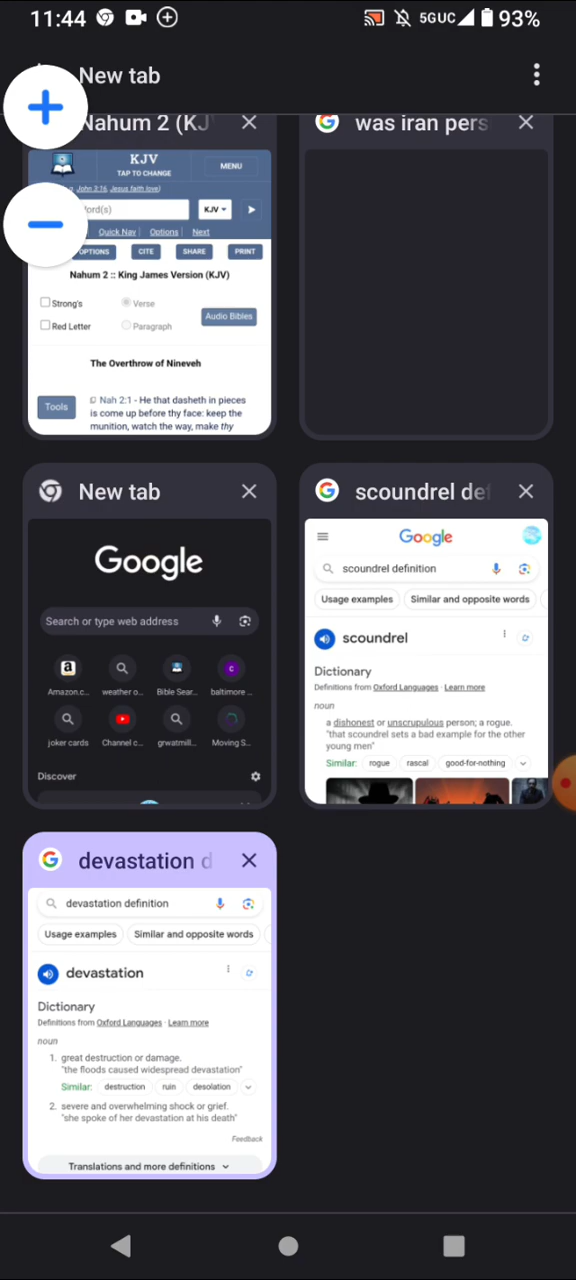 11:44
5GUC 93%
New tab
Nahum 2 (KJ
was iran pers
KJV
TAP TO CHANGE
MENU
John 3:16, Jesus faith love)
ord(s)
KJV
Quick Nav Options Next
OPTIONS CITE SHARE PRINT
Nahum 2 :: King James Version (KJV)
Strong's Verse
Red Letter Paragraph
Audio Bibles
The Overthrow of Nineveh
Tools
Nah 2:1 - He that dasheth in pieces
is come up before thy face: keep the
munition, watch the way, make thy
New tab
Google
Search or type web address
Amazon.c... weather o... Bible Sear... baltimore ...
joker cards Channel c... grwatmill... Moving S...
Discover
scoundrel def
Google
scoundrel definition
Usage examples Similar and opposite words
scoundrel
Dictionary
Definitions from Oxford Languages · Learn more
noun
a dishonest or unscrupulous person; a rogue.
"that scoundrel sets a bad example for the other
young men"
Similar: rogue rascal good-for-nothing
devastation d
devastation definition
Usage examples Similar and opposite words
devastation
Dictionary
Definitions from Oxford Languages · Learn more
noun
1. great destruction or damage.
"the floods caused widespread devastation"
Similar: destruction ruin desolation
2. severe and overwhelming shock or grief.
"she spoke of her devastation at his death"
Feedback
Translations and more definitions